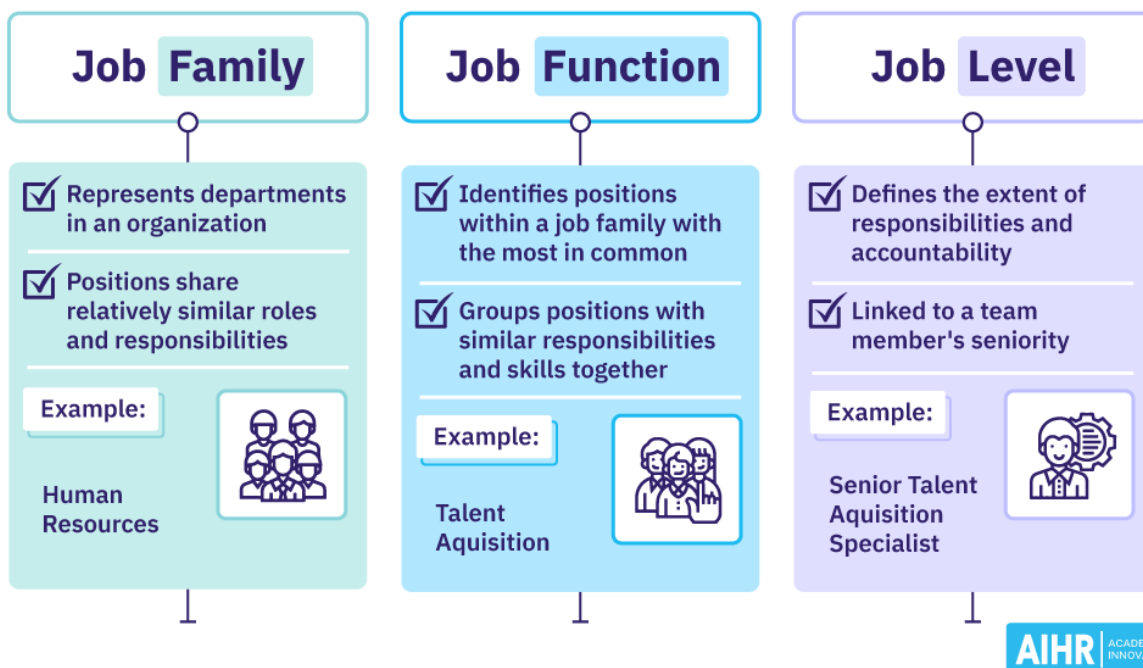 Job Family
Represents departments
in an organization
Positions share
relatively similar roles
and responsibilities
Example:
Human
Resources
Job Function
Identifies positions
within a job family with
the most in common
Groups positions with
similar responsibilities
and skills together
Example:
Talent
Aquisition
Job Level
Defines the extent of
responsibilities and
accountability
Linked to a team
member's seniority
Example:
Senior Talent
Aquisition
Specialist
AIHR